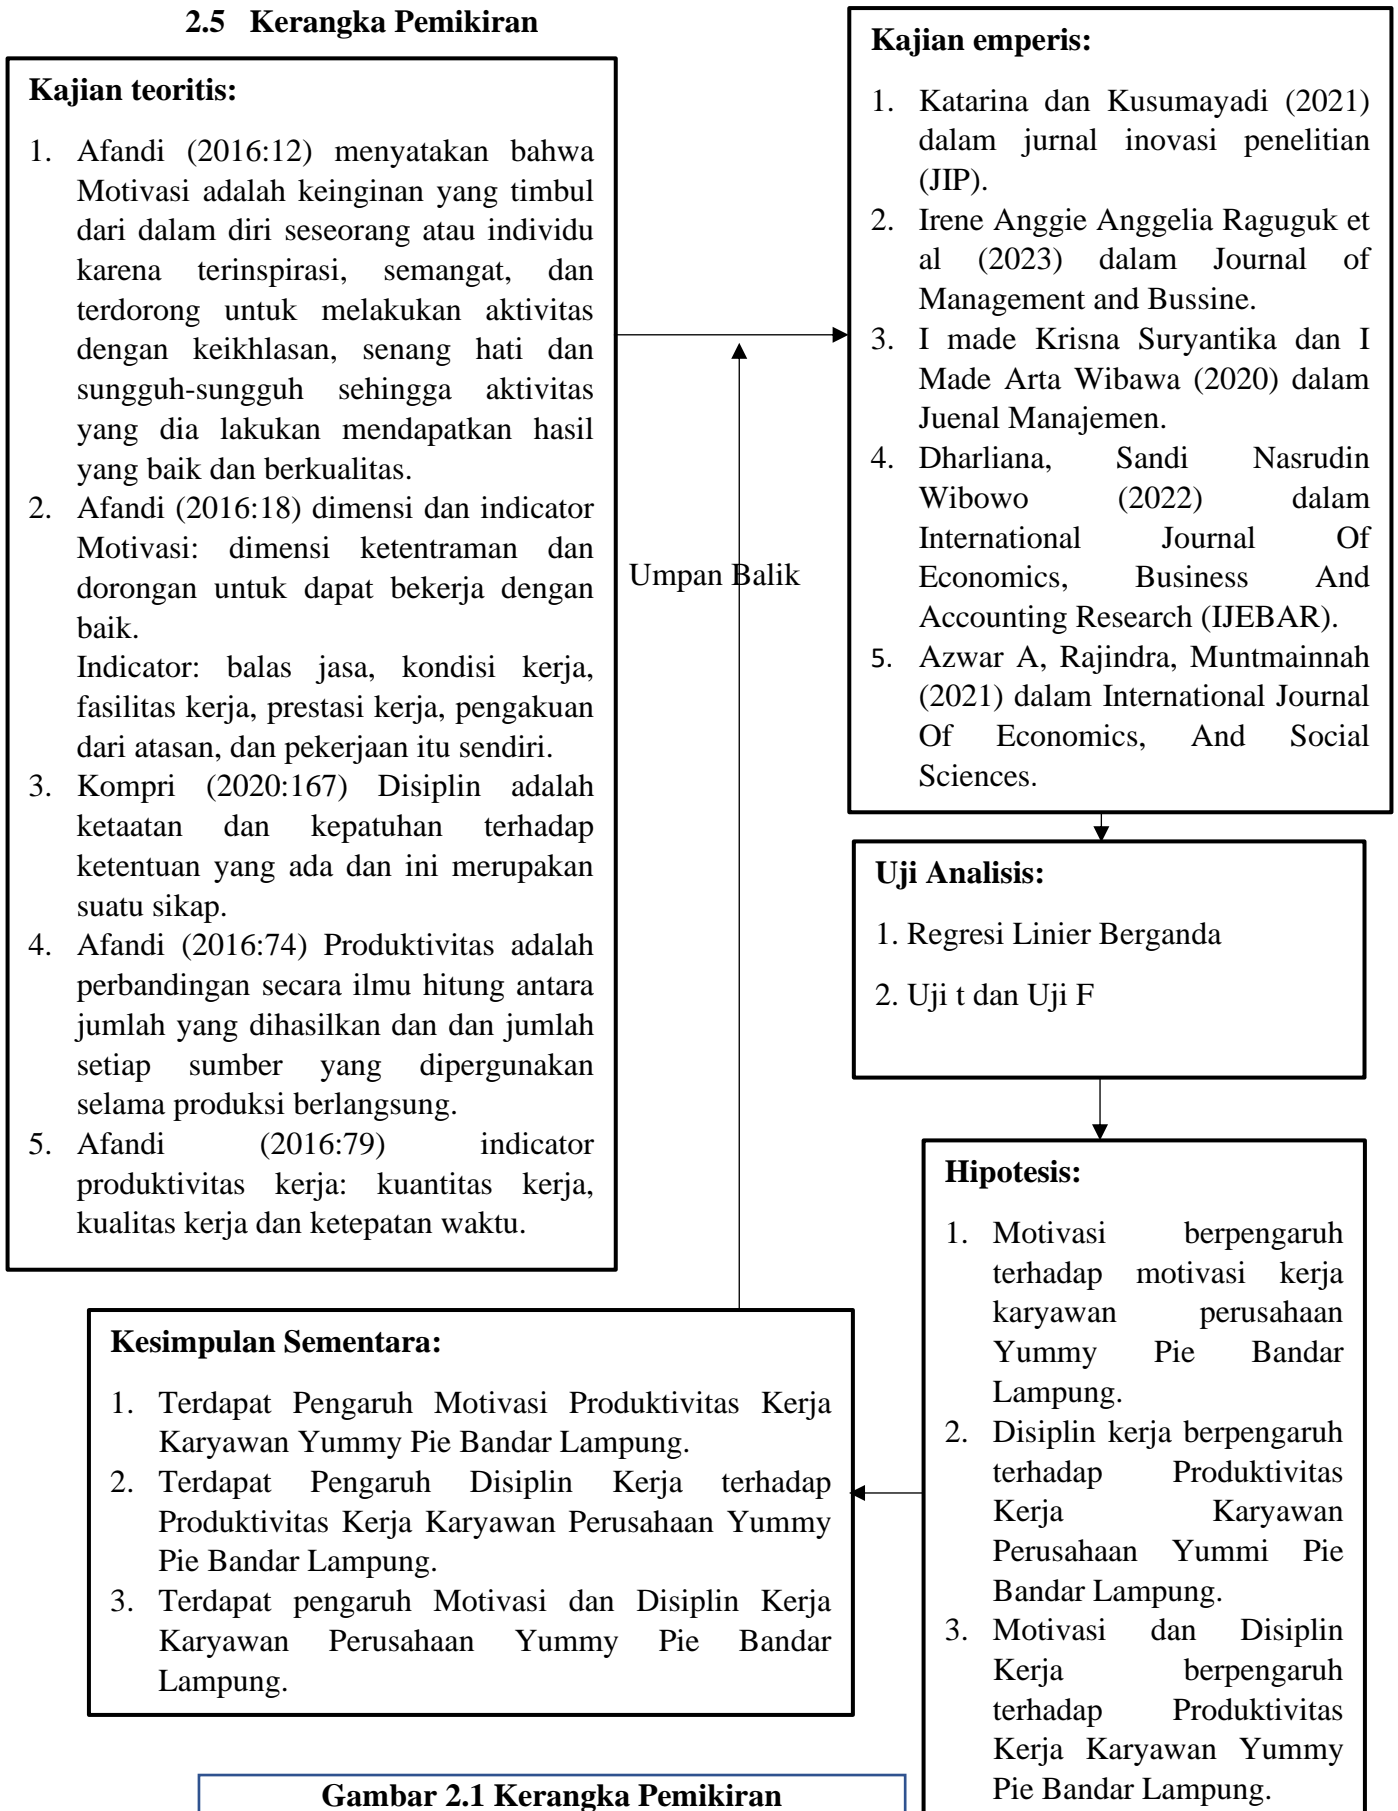 2.5 Kerangka Pemikiran
Kajian teoritis:
1. Afandi (2016:12) menyatakan bahwa
Motivasi adalah keinginan yang timbul
dari dalam diri seseorang atau individu
karena terinspirasi, semangat, dan
terdorong untuk melakukan aktivitas
dengan keikhlasan, senang hati dan
sungguh-sungguh sehingga aktivitas
yang dia lakukan mendapatkan hasil
yang baik dan berkualitas.
2. Afandi (2016:18) dimensi dan indicator
Motivasi: dimensi ketentraman dan
dorongan untuk dapat bekerja dengan
baik.
Indicator: balas jasa, kondisi kerja,
fasilitas kerja, prestasi kerja, pengakuan
dari atasan, dan pekerjaan itu sendiri.
3. Kompri (2020:167) Disiplin adalah
ketaatan dan kepatuhan terhadap
ketentuan yang ada dan ini merupakan
suatu sikap.
4. Afandi (2016:74) Produktivitas adalah
perbandingan secara ilmu hitung antara
jumlah yang dihasilkan dan dan jumlah
setiap sumber yang dipergunakan
selama produksi berlangsung.
5. Afandi (2016:79) indicator
produktivitas kerja: kuantitas kerja,
kualitas kerja dan ketepatan waktu.
Umpan Balik
Kajian emperis:
1. Katarina dan Kusumayadi (2021)
dalam jurnal inovasi penelitian
(JIP).
2. Irene Anggie Anggelia Raguguk et
al (2023) dalam Journal of
Management and Bussine.
3. I made Krisna Suryantika dan I
Made Arta Wibawa (2020) dalam
Juenal Manajemen.
4. Dharliana, Sandi Nasrudin
Wibowo (2022) dalam
International Journal Of
Economics, Business And
Accounting Research (IJEBAR).
5. Azwar A, Rajindra, Muntmainnah
(2021) dalam International Journal
Of Economics, And Social
Sciences.
Uji Analisis:
1. Regresi Linier Berganda
2. Uji t dan Uji F
Hipotesis:
1. Motivasi berpengaruh
terhadap motivasi kerja
karyawan perusahaan
Yummy Pie Bandar
Lampung.
2. Disiplin kerja berpengaruh
terhadap Produktivitas
Kerja Karyawan
Perusahaan Yummi Pie
Bandar Lampung.
3. Motivasi dan Disiplin
Kerja berpengaruh
terhadap Produktivitas
Kerja Karyawan Yummy
Pie Bandar Lampung.
Kesimpulan Sementara:
1. Terdapat Pengaruh Motivasi Produktivitas Kerja
Karyawan Yummy Pie Bandar Lampung.
2. Terdapat Pengaruh Disiplin Kerja terhadap
Produktivitas Kerja Karyawan Perusahaan Yummy
Pie Bandar Lampung.
3. Terdapat pengaruh Motivasi dan Disiplin Kerja
Karyawan Perusahaan Yummy Pie Bandar
Lampung.
Gambar 2.1 Kerangka Pemikiran